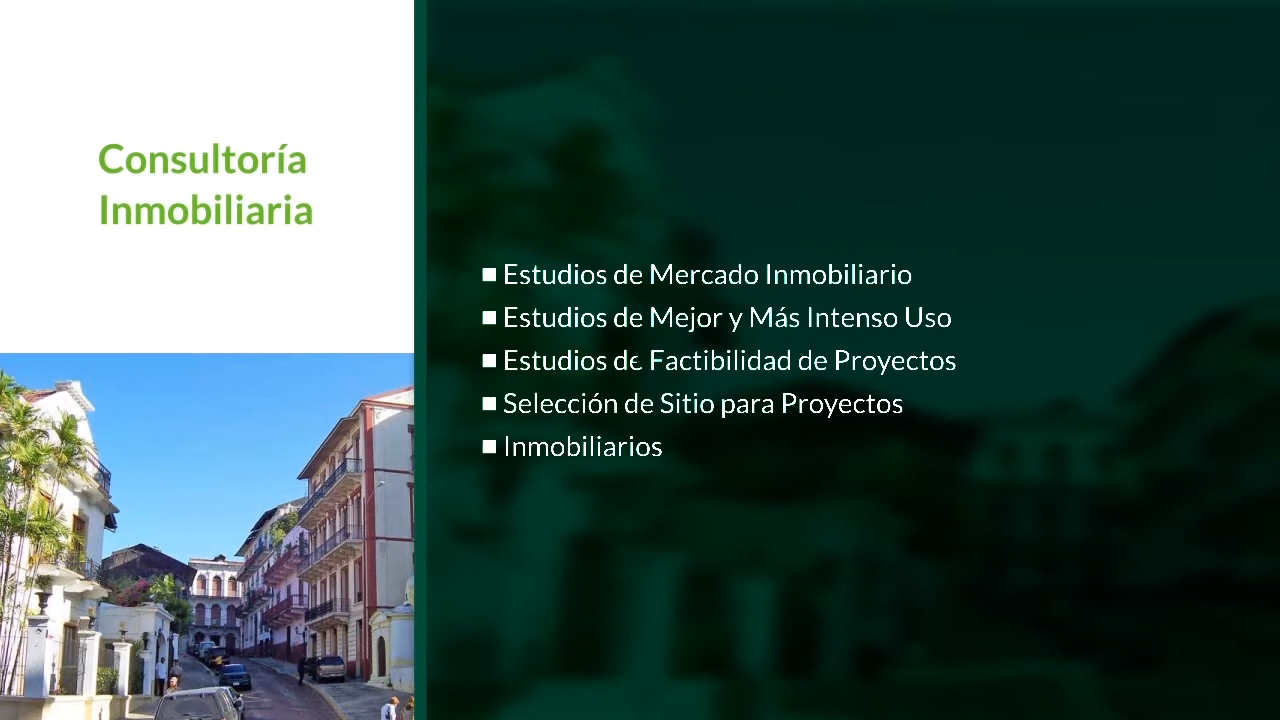 Consultoría
Inmobiliaria
Estudios de Mercado Inmobiliario
Estudios de Mejor y Más Intenso Uso
Estudios de Factibilidad de Proyectos
Selección de Sitio para Proyectos
Inmobiliarios